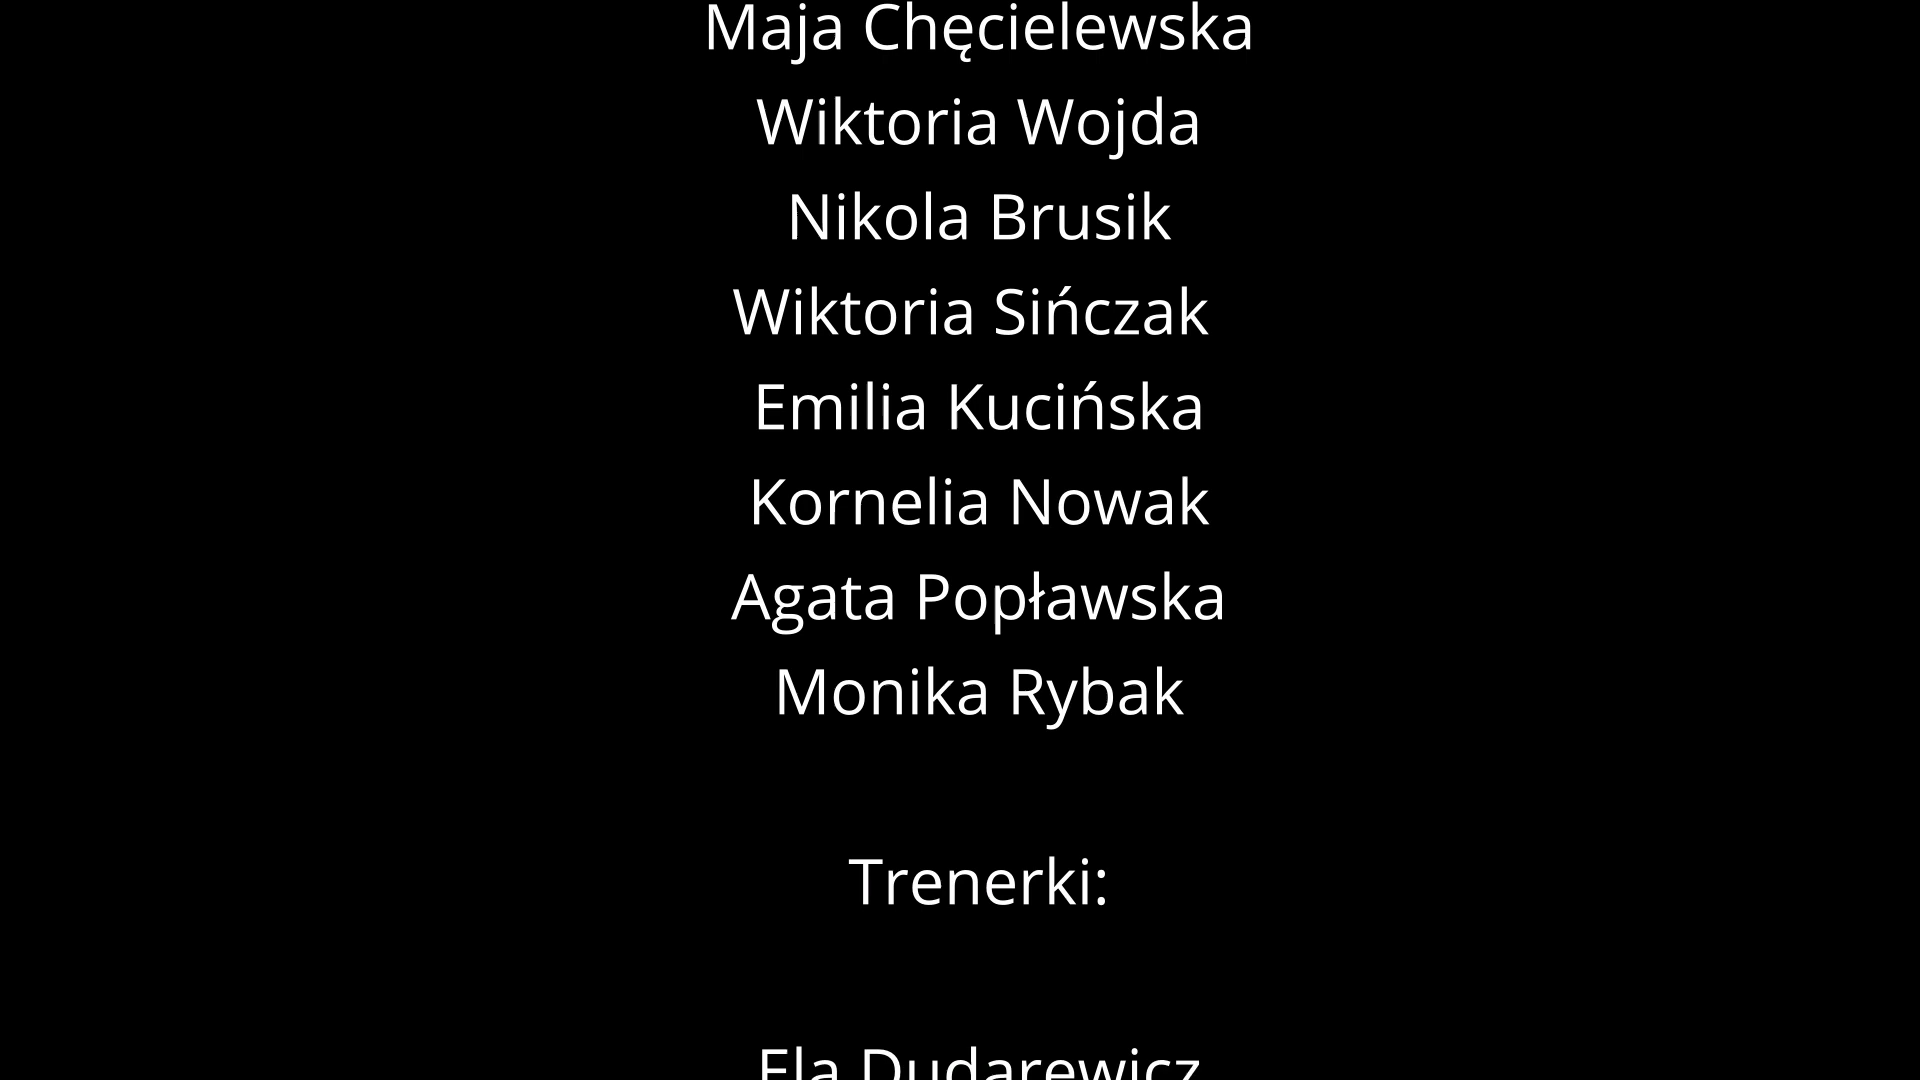 Maja Chęcielewska
Wiktoria Wojda
Nikola Brusik
Wiktoria Sińczak
Emilia Kucińska
Kornelia Nowak
Agata Popławska
Monika Rybak
Trenerki:
Ela Dudarewicz